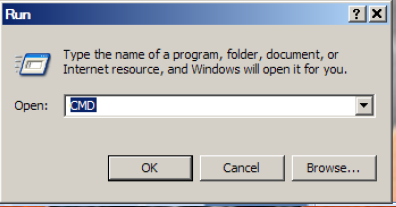 Run
Type the name of a program, folder, document, or
Internet resource, and Windows will open it for you.
Open: CMD
OK Cancel Browse...